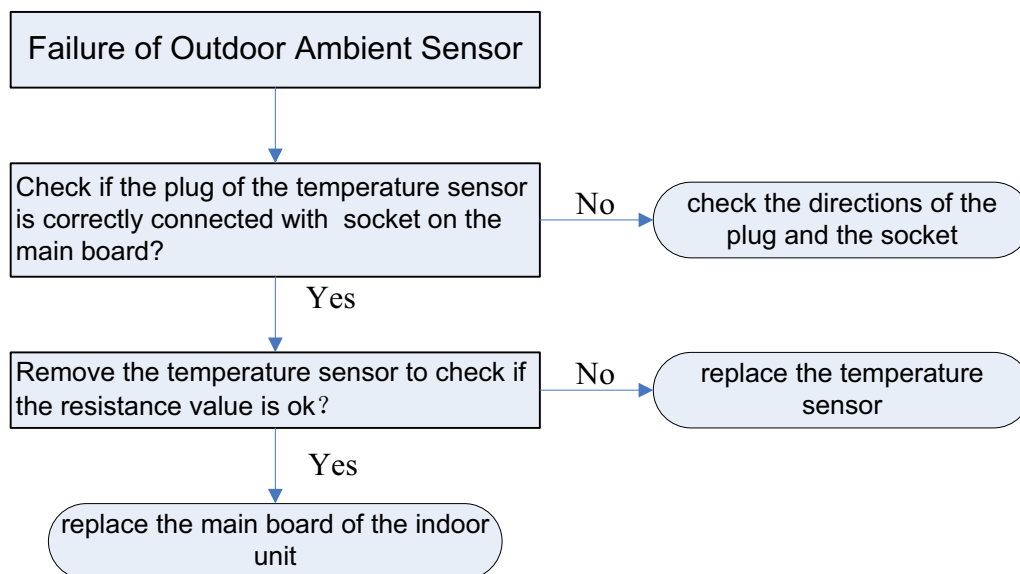 Failure of Outdoor Ambient Sensor
Check if the plug of the temperature sensor
is correctly connected with socket on the
main board?
No
check the directions of the
plug and the socket
Yes
Remove the temperature sensor to check if
the resistance value is ok？
No
replace the temperature
sensor
Yes
replace the main board of the indoor
unit